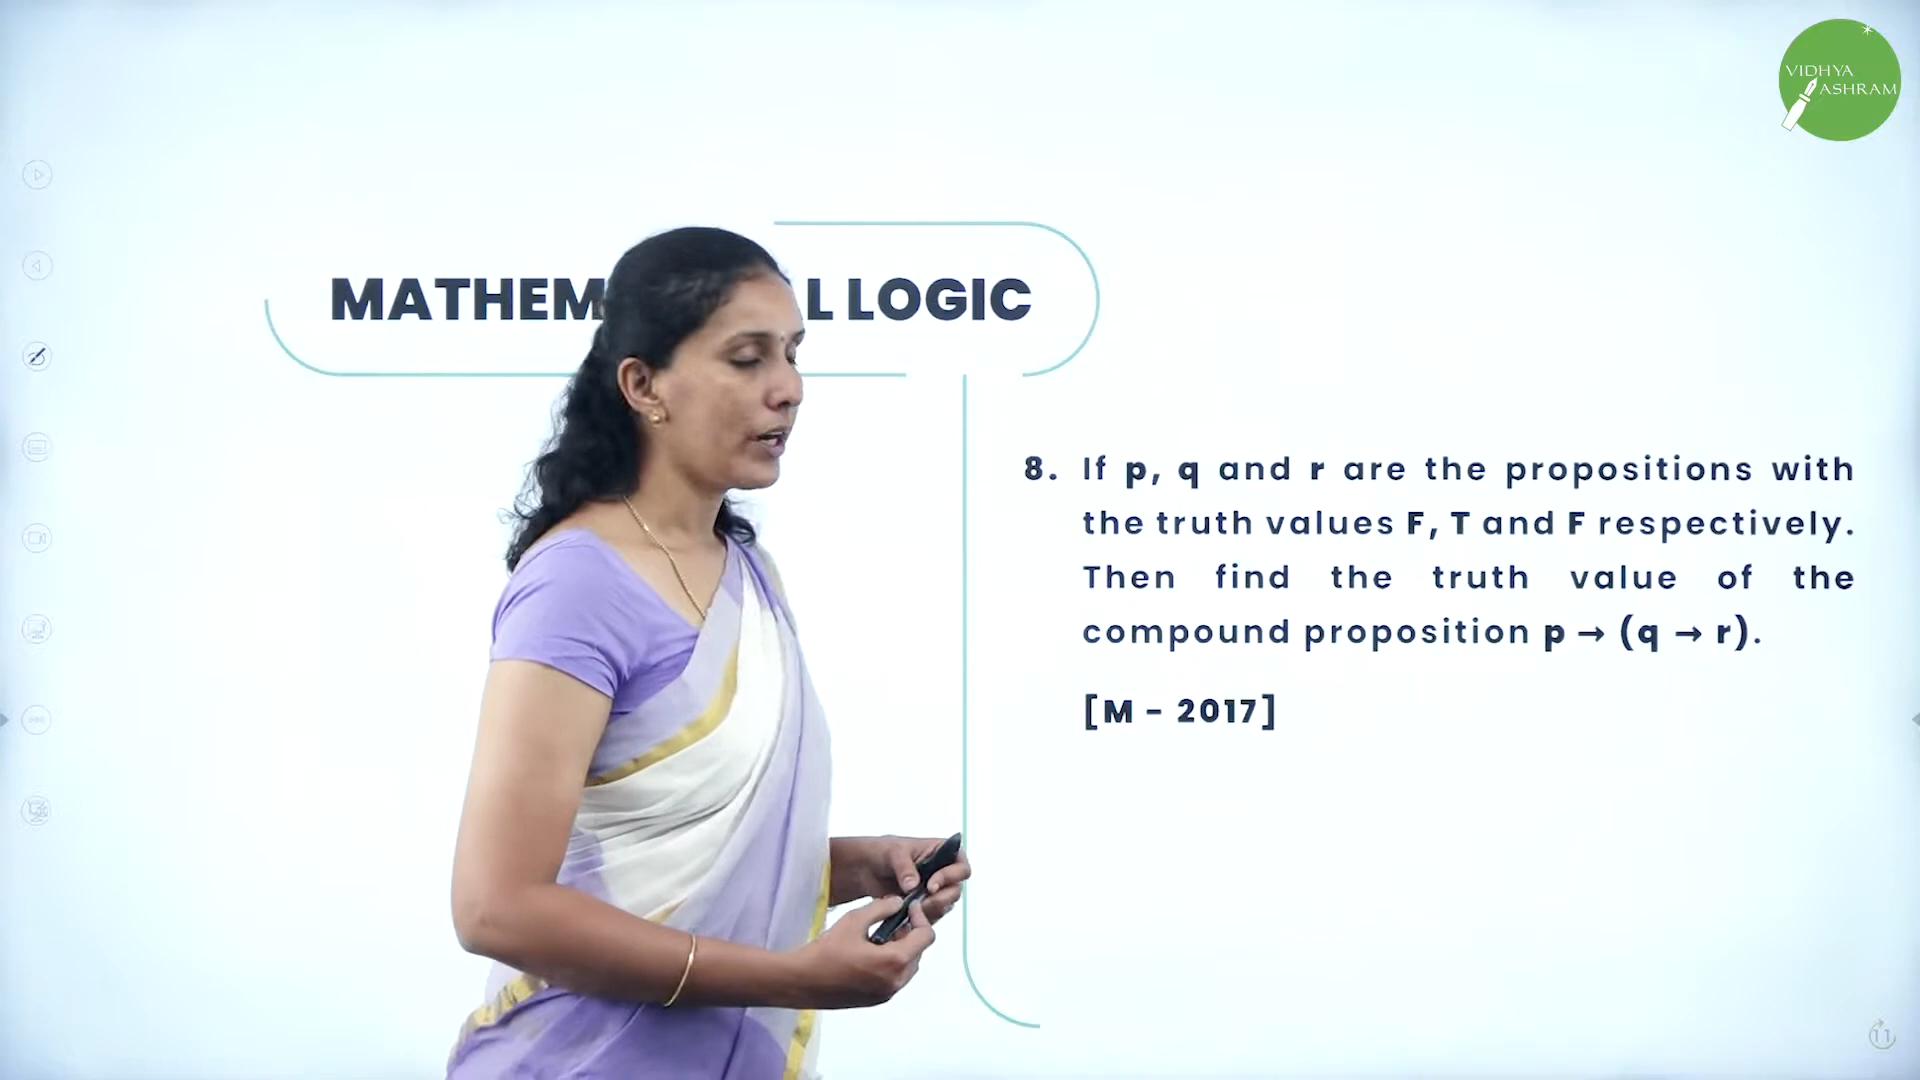 VIDHYA
ASHRAM
MATHEM L LOGIC
8. If p, q and r are the propositions with
the truth values F, T and F respectively.
Then find the truth value of the
compound proposition p → (q → r).
[M - 2017]
11